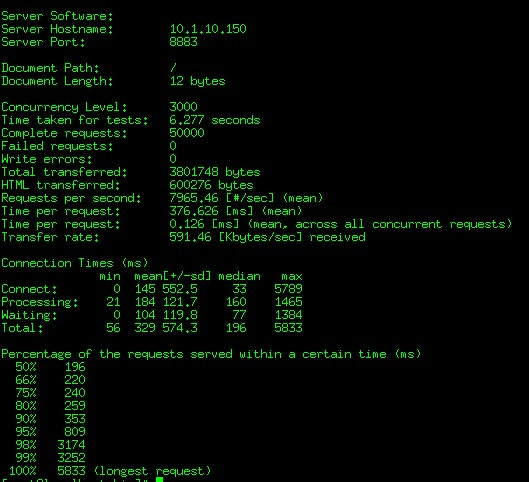 Server Software:
Server Hostname: 10.1.10.150
Server Port: 8883
Document Path: /
Document Length: 12 bytes
Concurrency Level: 3000
Time taken for tests: 6.277 seconds
Complete requests: 50000
Failed requests: 0
Write errors: 0
Total transferred: 3801748 bytes
HTML transferred: 600276 bytes
Requests per second: 7965.46 [#/sec] (mean)
Time per request: 376.626 [ms] (mean)
Time per request: 0.126 [ms] (mean, across all concurrent requests)
Transfer rate: 591.46 [Kbytes/sec] received
Connection Times (ms)
min mean[+/-sd] median max
Connect: 0 145 552.5 33 5789
Processing: 21 184 121.7 160 1465
Waiting: 0 104 119.8 77 1384
Total: 56 329 574.3 196 5833
Percentage of the requests served within a certain time (ms)
50% 196
66% 220
75% 240
80% 259
90% 353
95% 809
98% 3174
99% 3252
100% 5833 (longest request)